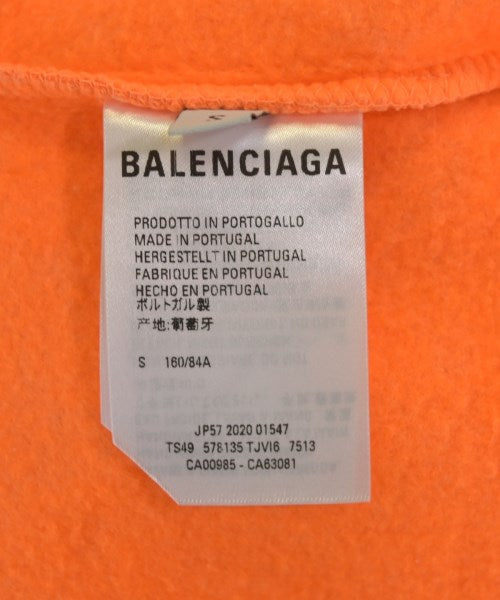 BALENCIAGA
PRODOTTO IN PORTOGALLO
MADE IN PORTUGAL
HERGESTELLT IN PORTUGAL
FABRIQUE EN PORTUGAL
HECHO EN PORTUGAL
ポルトガル製
产地:葡萄牙
S 160/84A
JP57 2020 01547
TS49 578135 TJVI6 7513
CA00985 - CA63081